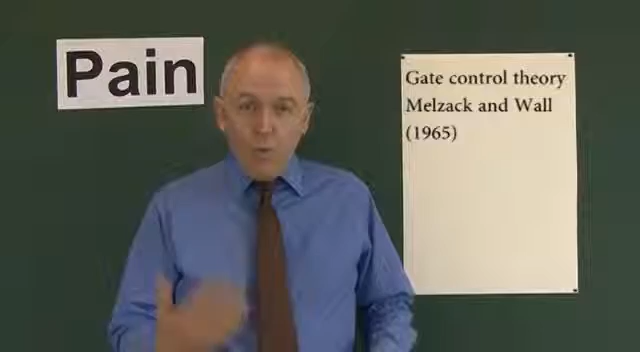 Pain
Gate control theory
Melzack and Wall
(1965)